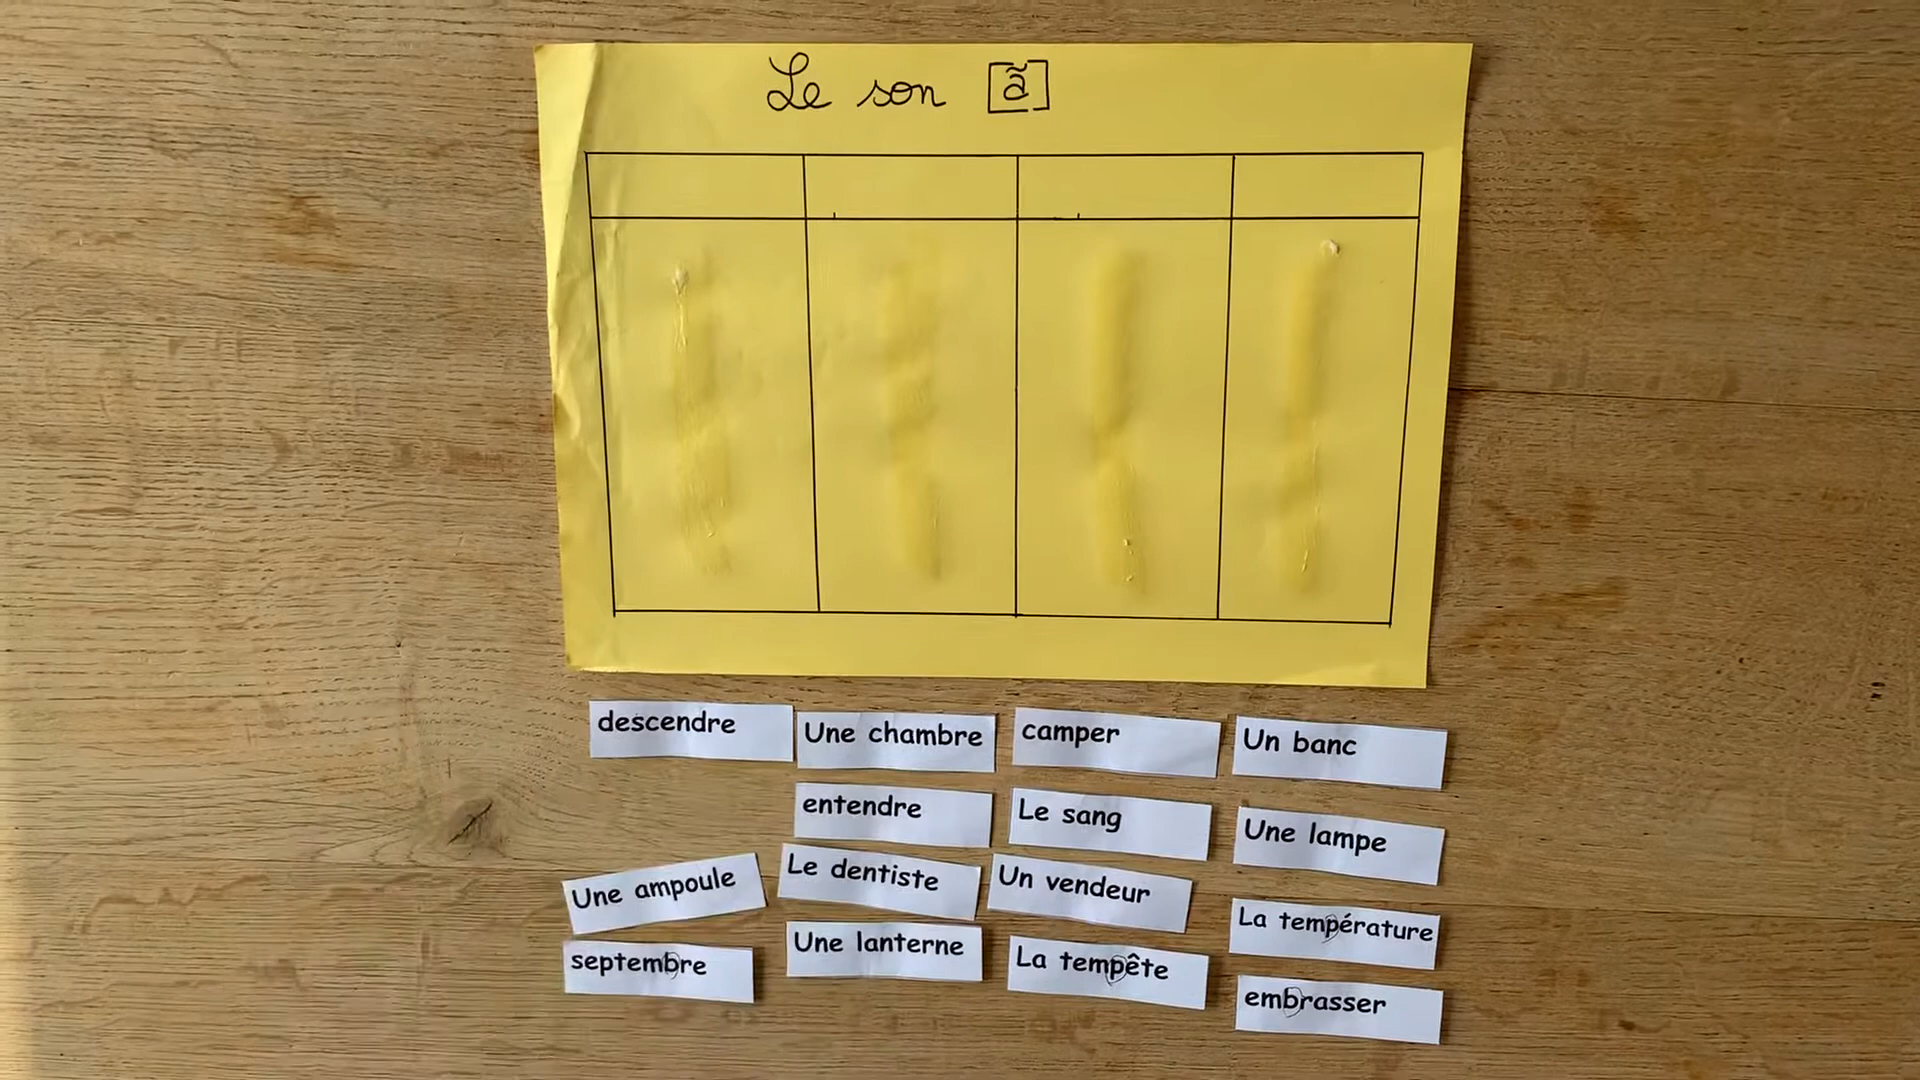 Le son [ã]
descendre
Une chambre
camper
Un banc
entendre
Le sang
Une lampe
Une ampoule
Le dentiste
Un vendeur
La température
septembre
Une lanterne
La tempête
embrasser